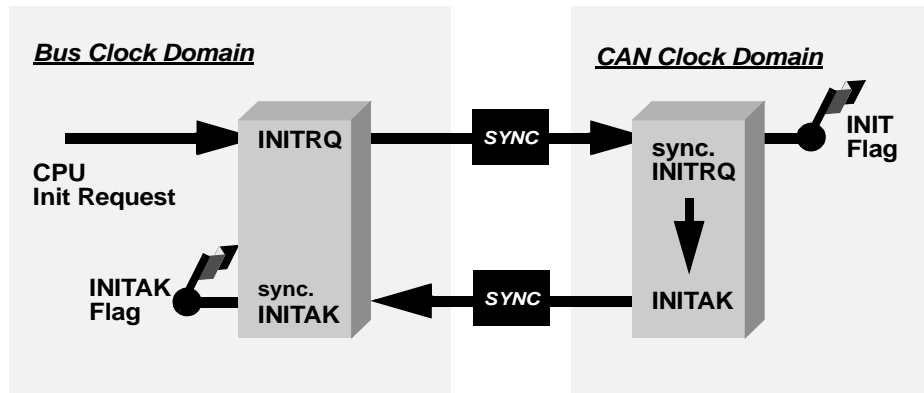 Bus Clock Domain
CAN Clock Domain
CPU
Init Request
INITRQ
SYNC
sync.
INITRQ
INIT
Flag
INITAK
Flag
sync.
INITAK
SYNC
INITAK